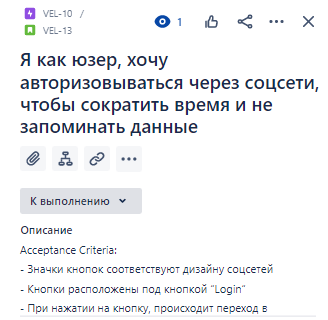 VEL-10 /
VEL-13
1
Я как юзер, хочу
авторизовываться через соцсети,
чтобы сократить время и не
запоминать данные
К выполнению
Описание
Acceptance Criteria:
- Значки кнопок соответствуют дизайну соцсетей
- Кнопки расположены под кнопкой "Login"
- При нажатии на кнопку, происходит переход в